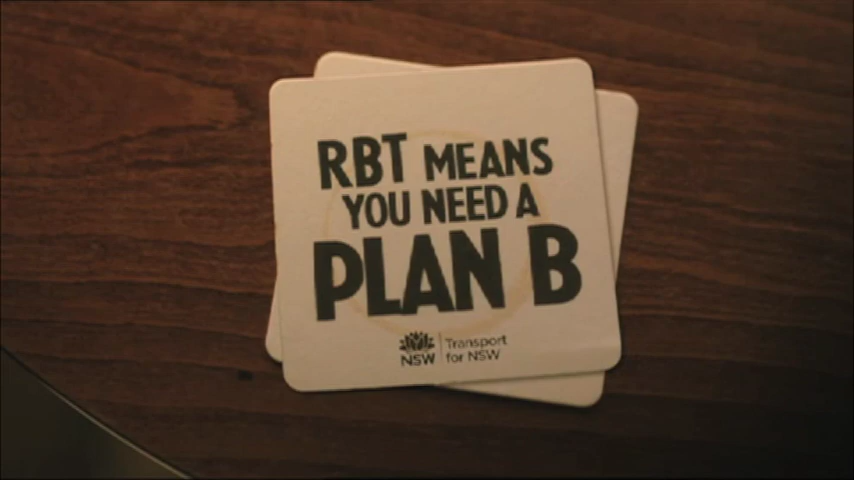 RBT MEANS
YOU NEED A
PLAN B
NSW
Transport
for NSW